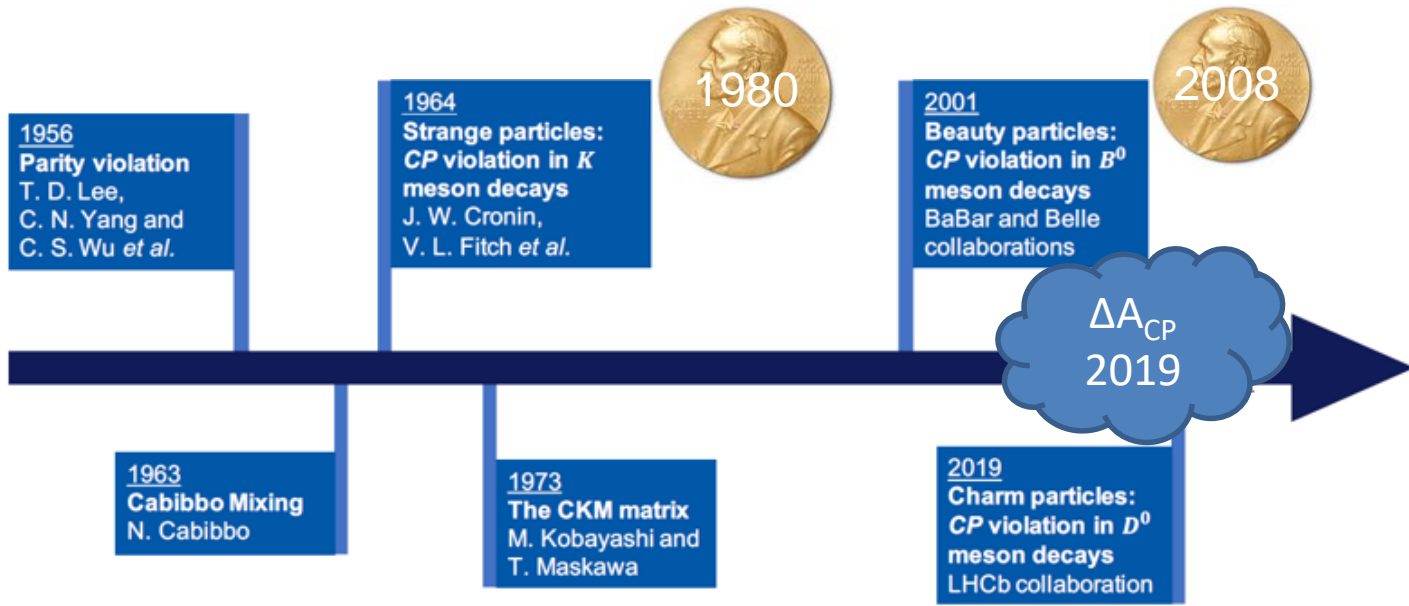 1956
Parity violation
T. D. Lee,
C. N. Yang and
C. S. Wu et al.
1964
Strange particles:
CP violation in K
meson decays
J. W. Cronin,
V. L. Fitch et al.
1980
2001
Beauty particles:
CP violation in B⁰
meson decays
BaBar and Belle
collaborations
2008
ΔA_CP
2019
1963
Cabibbo Mixing
N. Cabibbo
1973
The CKM matrix
M. Kobayashi and
T. Maskawa
2019
Charm particles:
CP violation in D⁰
meson decays
LHCb collaboration